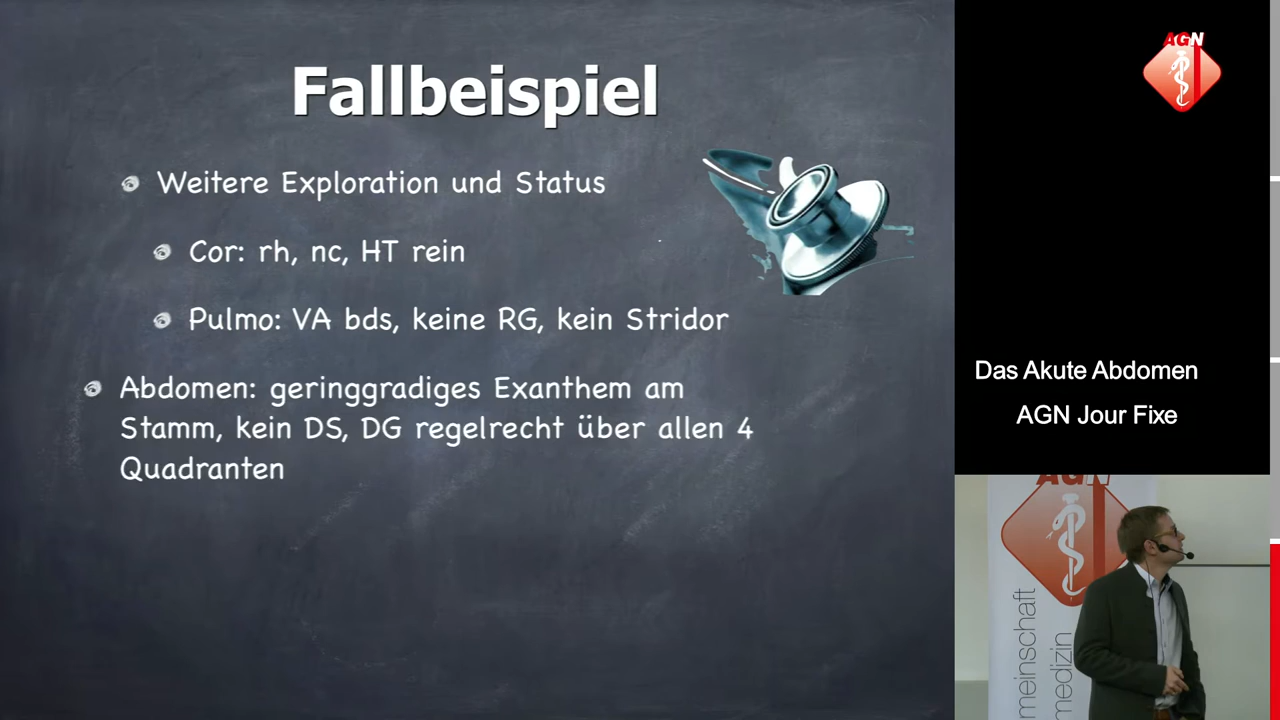 Fallbeispiel
Weitere Exploration und Status
Cor: rh, nc, HT rein
Pulmo: VA bds, keine RG, kein Stridor
Abdomen: geringgradiges Exanthem am
Stamm, kein DS, DG regelrecht über allen 4
Quadranten
AGN
Das Akute Abdomen
AGN Jour Fixe
AGN
meinschaft
medizin